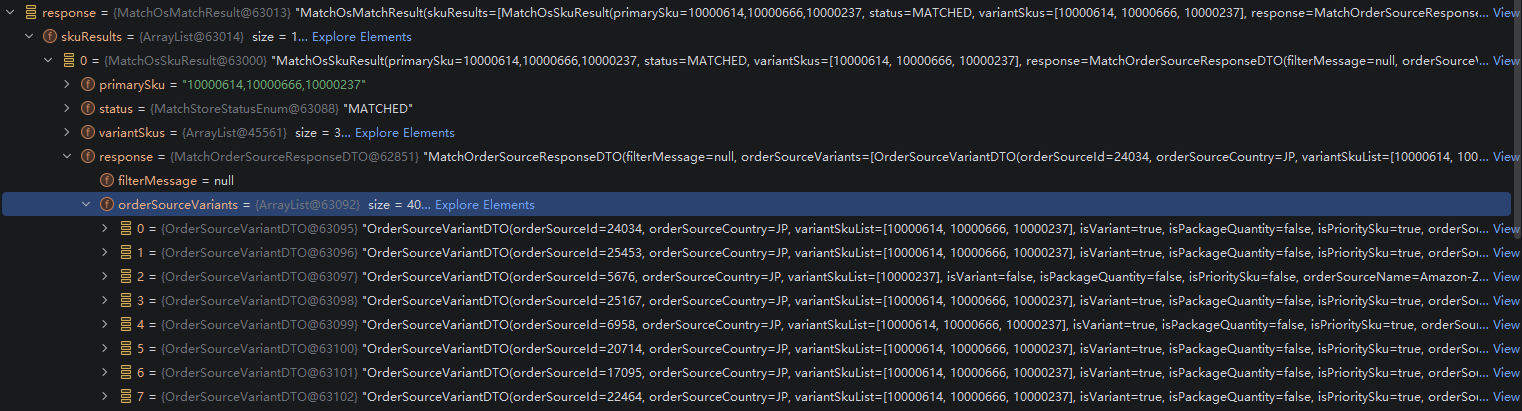 response = {MatchOsMatchResult@63013} "MatchOsMatchResult(skuResults=[MatchOsSkuResult(primarySku=10000614,10000666,10000237, status=MATCHED, variantSkus=[10000614, 10000666, 10000237], response=MatchOrderSourceResponse... View
skuResults = {ArrayList@63014} size = 1... Explore Elements
0 = {MatchOsSkuResult@63000} "MatchOsSkuResult(primarySku=10000614,10000666,10000237, status=MATCHED, variantSkus=[10000614, 10000666, 10000237], response=MatchOrderSourceResponseDTO(filterMessage=null, orderSourceV... View
primarySku = "10000614,10000666,10000237"
status = {MatchStoreStatusEnum@63088} "MATCHED"
variantSkus = {ArrayList@45561} size = 3... Explore Elements
response = {MatchOrderSourceResponseDTO@62851} "MatchOrderSourceResponseDTO(filterMessage=null, orderSourceVariants=[OrderSourceVariantDTO(orderSourceId=24034, orderSourceCountry=JP, variantSkuList=[10000614, 100... View
filterMessage = null
orderSourceVariants = {ArrayList@63092} size = 40... Explore Elements
0 = {OrderSourceVariantDTO@63095} "OrderSourceVariantDTO(orderSourceId=24034, orderSourceCountry=JP, variantSkuList=[10000614, 10000666, 10000237], isVariant=true, isPackageQuantity=false, isPrioritySku=true, orderSo... View
1 = {OrderSourceVariantDTO@63096} "OrderSourceVariantDTO(orderSourceId=25453, orderSourceCountry=JP, variantSkuList=[10000614, 10000666, 10000237], isVariant=true, isPackageQuantity=false, isPrioritySku=true, orderSou... View
2 = {OrderSourceVariantDTO@63097} "OrderSourceVariantDTO(orderSourceId=5676, orderSourceCountry=JP, variantSkuList=[10000237], isVariant=false, isPackageQuantity=false, isPrioritySku=false, orderSourceName=Amazon-Z... View
3 = {OrderSourceVariantDTO@63098} "OrderSourceVariantDTO(orderSourceId=25167, orderSourceCountry=JP, variantSkuList=[10000614, 10000666, 10000237], isVariant=true, isPackageQuantity=false, isPrioritySku=true, orderSou... View
4 = {OrderSourceVariantDTO@63099} "OrderSourceVariantDTO(orderSourceId=6958, orderSourceCountry=JP, variantSkuList=[10000614, 10000666, 10000237], isVariant=true, isPackageQuantity=false, isPrioritySku=true, orderSour... View
5 = {OrderSourceVariantDTO@63100} "OrderSourceVariantDTO(orderSourceId=20714, orderSourceCountry=JP, variantSkuList=[10000614, 10000666, 10000237], isVariant=true, isPackageQuantity=false, isPrioritySku=true, orderSou... View
6 = {OrderSourceVariantDTO@63101} "OrderSourceVariantDTO(orderSourceId=17095, orderSourceCountry=JP, variantSkuList=[10000614, 10000666, 10000237], isVariant=true, isPackageQuantity=false, isPrioritySku=true, orderSou... View
7 = {OrderSourceVariantDTO@63102} "OrderSourceVariantDTO(orderSourceId=22464, orderSourceCountry=JP, variantSkuList=[10000614, 10000666, 10000237], isVariant=true, isPackageQuantity=false, isPrioritySku=true, orderSou... View